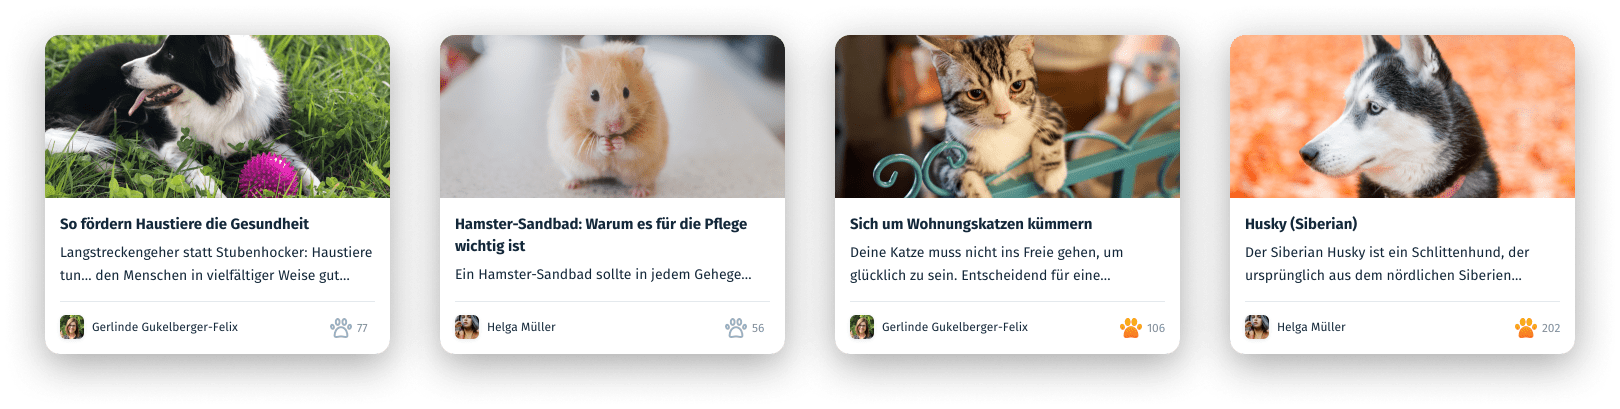 So fördern Haustiere die Gesundheit
Langstreckengeher statt Stubenhocker: Haustiere
tun... den Menschen in vielfältiger Weise gut...
Gerlinde Gukelberger-Felix
77
Hamster-Sandbad: Warum es für die Pflege
wichtig ist
Ein Hamster-Sandbad sollte in jedem Gehege...
Helga Müller
56
Sich um Wohnungskatzen kümmern
Deine Katze muss nicht ins Freie gehen, um
glücklich zu sein. Entscheidend für eine...
Gerlinde Gukelberger-Felix
106
Husky (Siberian)
Der Siberian Husky ist ein Schlittenhund, der
ursprünglich aus dem nördlichen Siberien...
Helga Müller
202